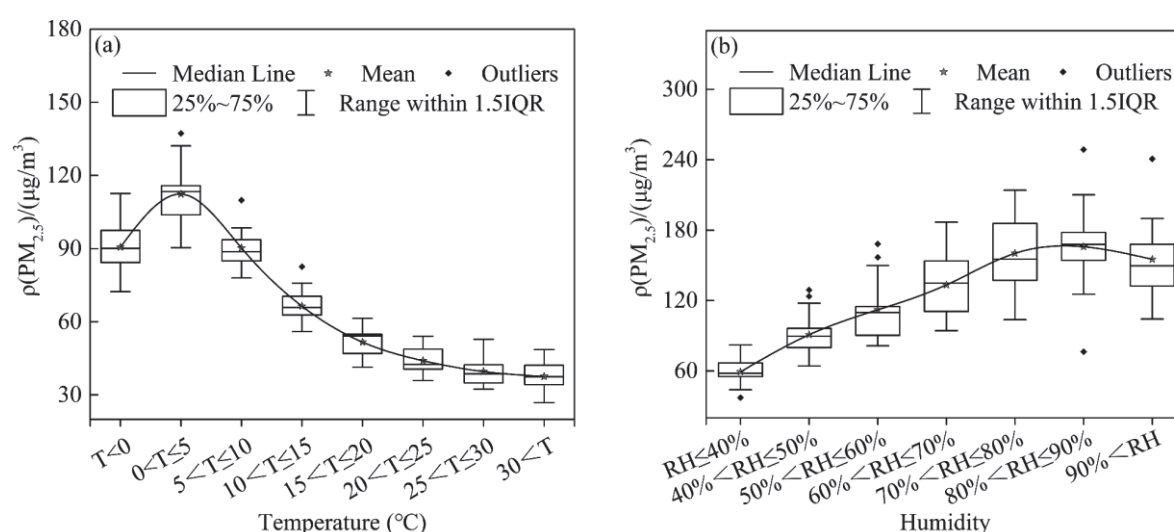 (a)
Median Line
Mean
Outliers
25%~75%
Range within 1.5IQR
180
150
120
90
60
30
ρ(PM2.5)/(μg/m³)
T<0
0<T≤5
5<T≤10
10<T≤15
15<T≤20
20<T≤25
25<T≤30
30<T
Temperature (°C)
(b)
Median Line
Mean
Outliers
25%~75%
Range within 1.5IQR
300
240
180
120
60
ρ(PM2.5)/(μg/m³)
RH≤40%
40%<RH≤50%
50%<RH≤60%
60%<RH≤70%
70%<RH≤80%
80%<RH≤90%
90%<RH
Humidity